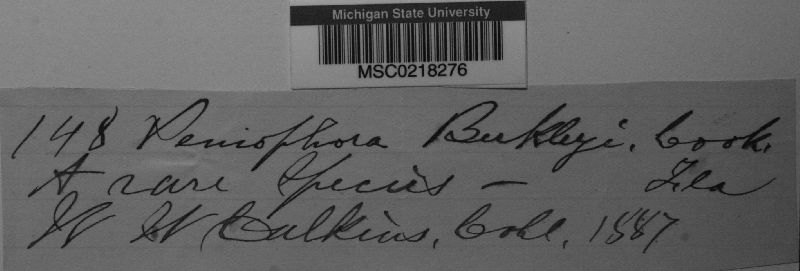 Michigan State University
MSC0218276
148 Peniophora Berkleyi, Cook.
A rare Species — Fla
W W Calkins, Coll, 1887